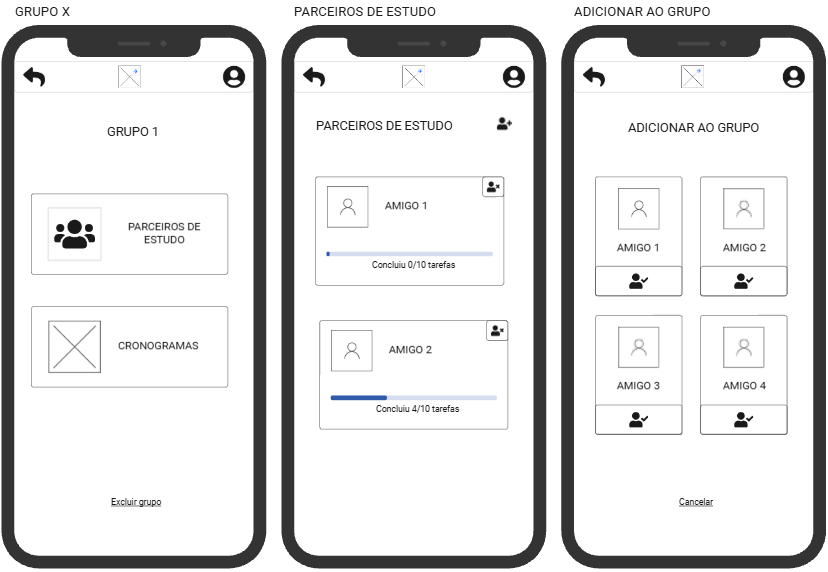 GRUPO X
GRUPO 1
PARCEIROS DE
ESTUDO
CRONOGRAMAS
Excluir grupo
PARCEIROS DE ESTUDO
PARCEIROS DE ESTUDO
AMIGO 1
Concluiu 0/10 tarefas
AMIGO 2
Concluiu 4/10 tarefas
ADICIONAR AO GRUPO
ADICIONAR AO GRUPO
AMIGO 1
AMIGO 2
AMIGO 3
AMIGO 4
Cancelar